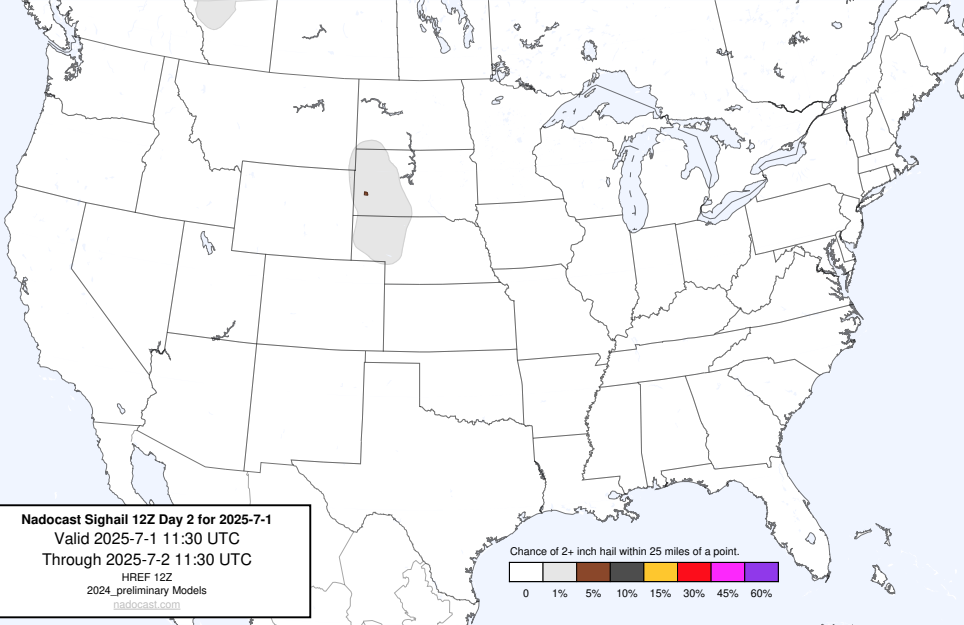 Nadocast Sighail 12Z Day 2 for 2025-7-1
Valid 2025-7-1 11:30 UTC
Through 2025-7-2 11:30 UTC
HREF 12Z
2024_preliminary Models
nadocast.com
Chance of 2+ inch hail within 25 miles of a point.
0 1% 5% 10% 15% 30% 45% 60%